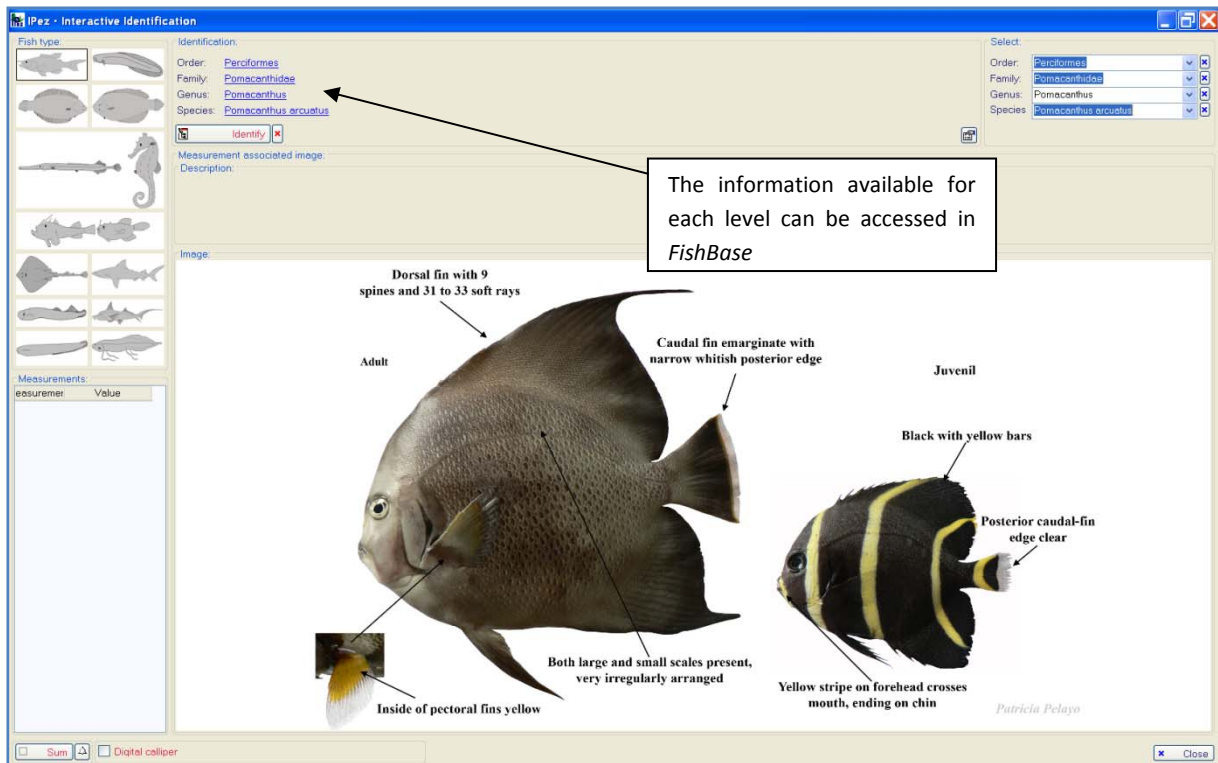 IPez - Interactive Identification
Fish type:
Identification:
Order: Perciformes
Family: Pomacanthidae
Genus: Pomacanthus
Species: Pomacanthus arcuatus
Identify
Select:
Order: Perciformes
Family: Pomacanthidae
Genus: Pomacanthus
Species Pomacanthus arcuatus
Measurement associated image:
Description:
The information available for
each level can be accessed in
FishBase
Image:
Dorsal fin with 9
spines and 31 to 33 soft rays
Adult
Caudal fin emarginate with
narrow whitish posterior edge
Juvenil
Black with yellow bars
Posterior caudal-fin
edge clear
Both large and small scales present,
very irregularly arranged
Inside of pectoral fins yellow
Yellow stripe on forehead crosses
mouth, ending on chin
Patricia Pelayo
Measurements:
easuremer Value
Sum
Digital calliper
Close